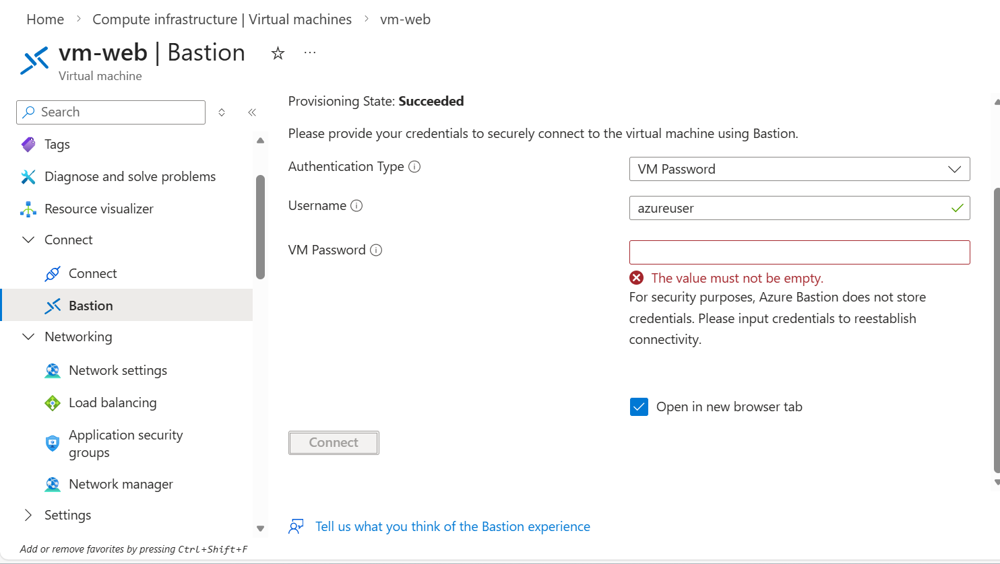 Home > Compute infrastructure | Virtual machines > vm-web
vm-web | Bastion
Virtual machine
Search
Tags
Diagnose and solve problems
Resource visualizer
Connect
Connect
Bastion
Networking
Network settings
Load balancing
Application security
groups
Network manager
Settings
Add or remove favorites by pressing Ctrl+Shift+F
Provisioning State: Succeeded
Please provide your credentials to securely connect to the virtual machine using Bastion.
Authentication Type
VM Password
Username
azureuser
VM Password
The value must not be empty.
For security purposes, Azure Bastion does not store
credentials. Please input credentials to reestablish
connectivity.
Open in new browser tab
Connect
Tell us what you think of the Bastion experience